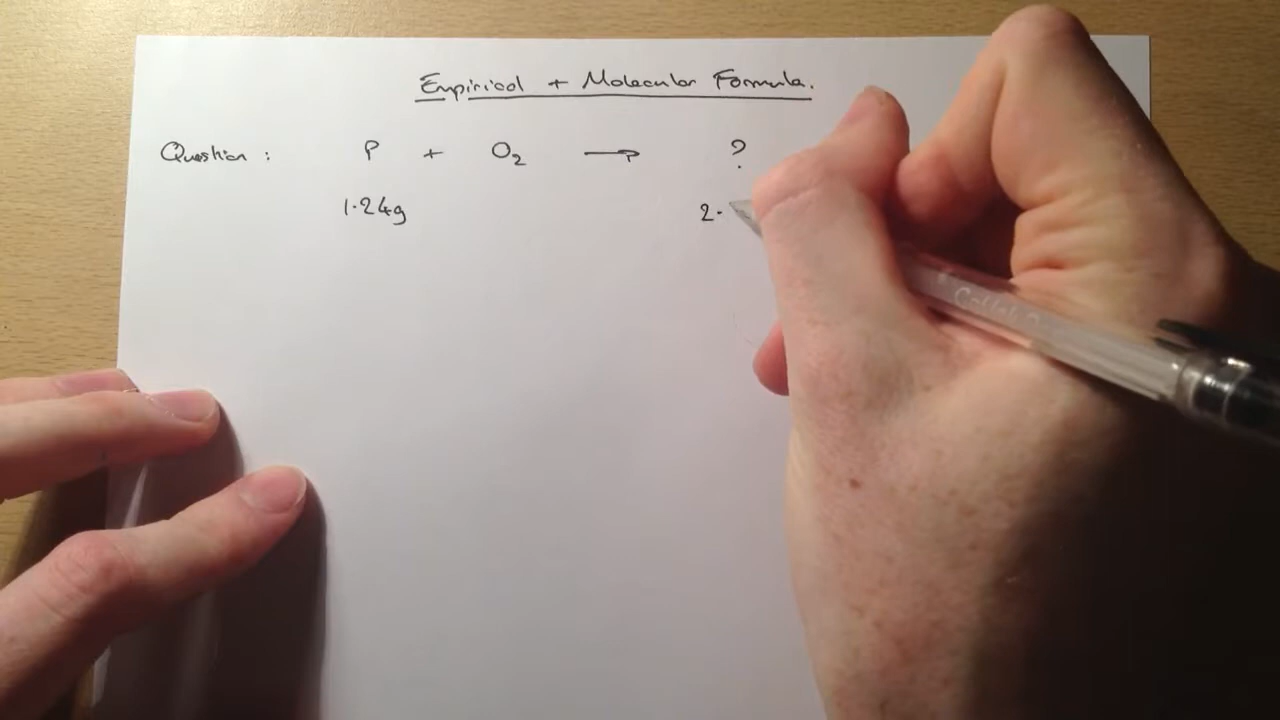 Empirical + Molecular Formula.
Question : P + O2 → ?
1.24g 2.